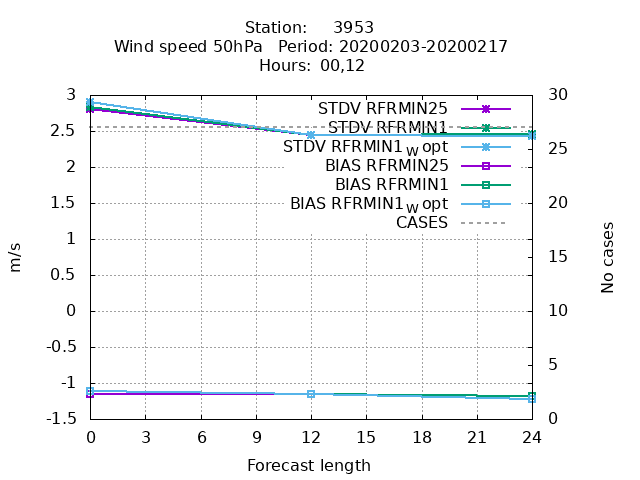 Station: 3953
Wind speed 50hPa Period: 20200203-20200217
Hours: 00,12
3
2.5
2
1.5
1
0.5
0
-0.5
-1
-1.5
m/s
STDV RFRMIN25
STDV RFRMIN1
STDV RFRMIN1w opt
BIAS RFRMIN25
BIAS RFRMIN1
BIAS RFRMIN1w opt
CASES
30
25
20
15
10
5
0
No cases
0 3 6 9 12 15 18 21 24
Forecast length